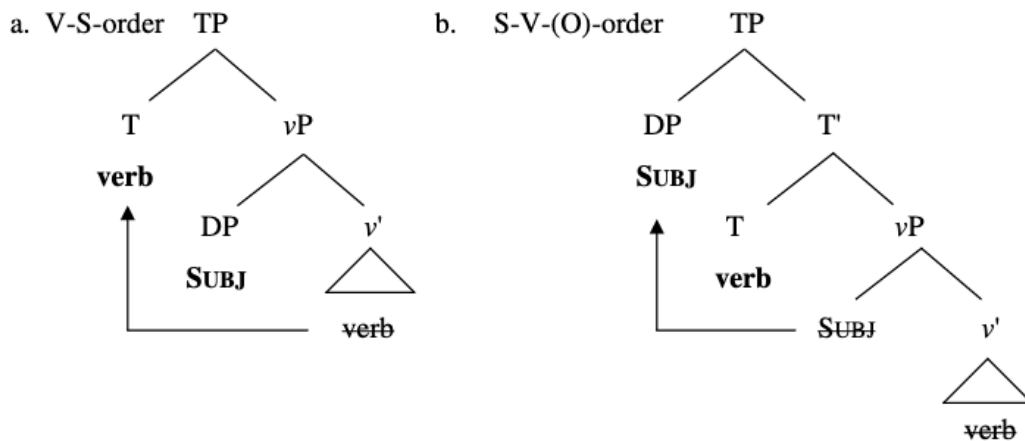 a. V-S-order TP b. S-V-(O)-order TP
T vP DP T'
verb SUBJ
DP v' T vP
SUBJ verb
verb SUBJ v'
verb